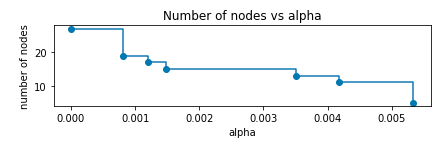 Number of nodes vs alpha
number of nodes
20
10
0.000 0.001 0.002 0.003 0.004 0.005
alpha